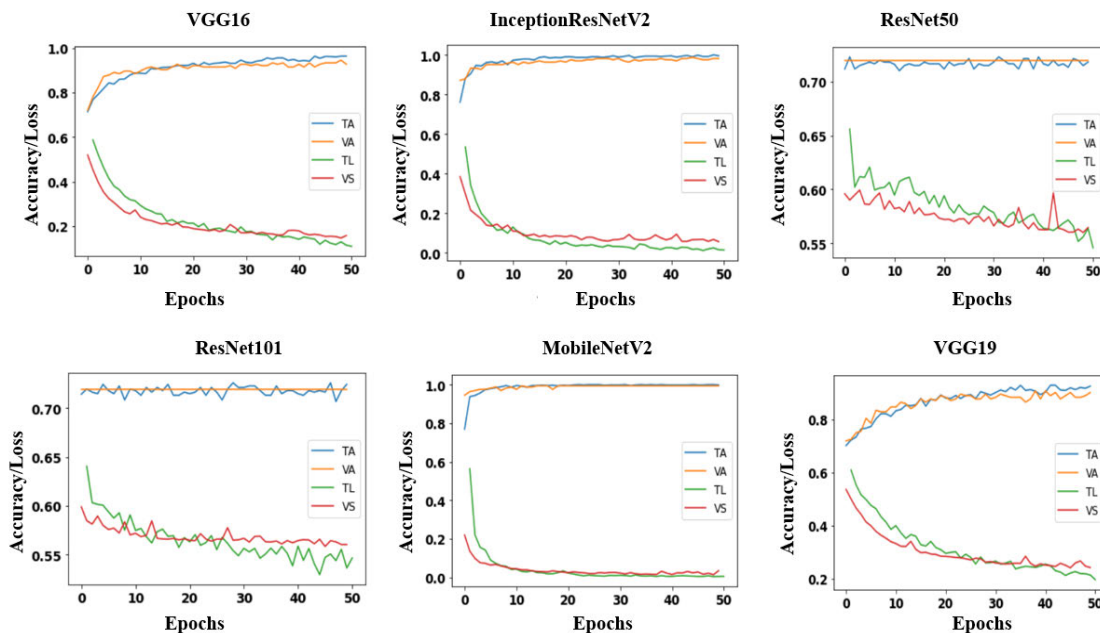 VGG16
InceptionResNetV2
ResNet50
Accuracy/Loss
1.0
0.8
0.6
0.4
0.2
TA
VA
TL
VS
0 10 20 30 40 50
Epochs
Accuracy/Loss
1.0
0.8
0.6
0.4
0.2
0.0
TA
VA
TL
VS
0 10 20 30 40 50
Epochs
Accuracy/Loss
0.70
0.65
0.60
0.55
TA
VA
TL
VS
0 10 20 30 40 50
Epochs
ResNet101
MobileNetV2
VGG19
Accuracy/Loss
0.70
0.65
0.60
0.55
TA
VA
TL
VS
0 10 20 30 40 50
Epochs
Accuracy/Loss
1.0
0.8
0.6
0.4
0.2
0.0
TA
VA
TL
VS
0 10 20 30 40 50
Epochs
Accuracy/Loss
0.8
0.6
0.4
0.2
TA
VA
TL
VS
0 10 20 30 40 50
Epochs